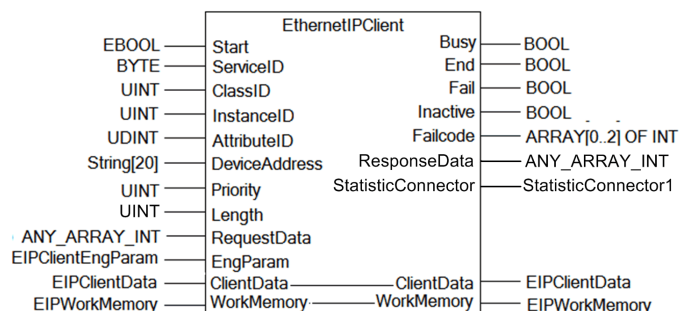 EthernetIPClient
EBOOL Start Busy BOOL
BYTE ServiceID End BOOL
UINT ClassID Fail BOOL
UINT InstanceID Inactive BOOL
UDINT AttributeID Failcode ARRAY[0..2] OF INT
String[20] DeviceAddress ResponseData ANY_ARRAY_INT
UINT Priority StatisticConnector StatisticConnector1
UINT Length
ANY_ARRAY_INT RequestData
EIPClientEngParam EngParam
EIPClientData ClientData ClientData EIPClientData
EIPWorkMemory WorkMemory WorkMemory EIPWorkMemory